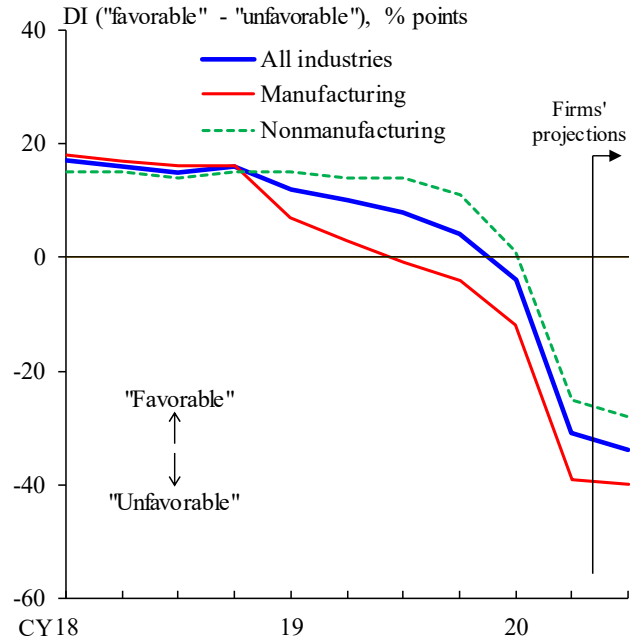 DI ("favorable" - "unfavorable"), % points
40
All industries
Manufacturing
Nonmanufacturing
Firms'
projections
20
0
-20
"Favorable"
"Unfavorable"
-40
-60
CY18
19
20